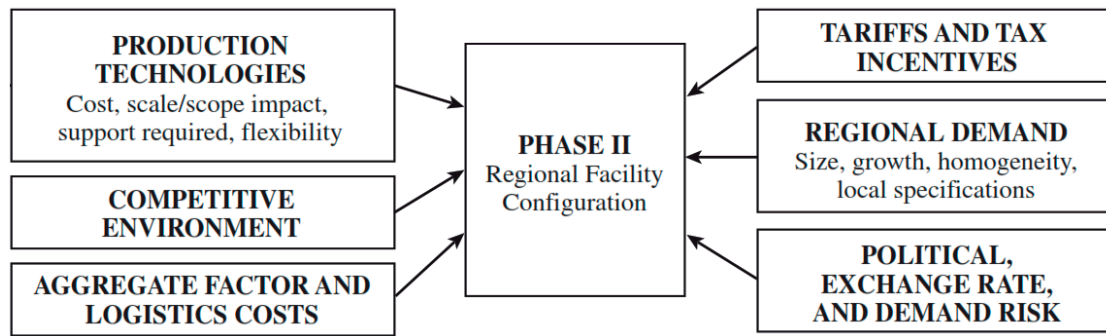 PRODUCTION
TECHNOLOGIES
Cost, scale/scope impact,
support required, flexibility
COMPETITIVE
ENVIRONMENT
AGGREGATE FACTOR AND
LOGISTICS COSTS
PHASE II
Regional Facility
Configuration
TARIFFS AND TAX
INCENTIVES
REGIONAL DEMAND
Size, growth, homogeneity,
local specifications
POLITICAL,
EXCHANGE RATE,
AND DEMAND RISK